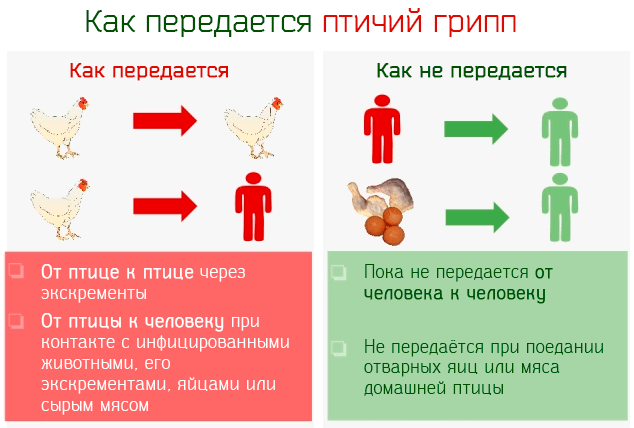 Как передается птичий грипп
Как передается
От птице к птице через
экскременты
От птицы к человеку при
контакте с инфицированными
животными, его
экскрементами, яйцами или
сырым мясом
Как не передается
Пока не передается от
человека к человеку
Не передаётся при поедании
отварных яиц или мяса
домашней птицы